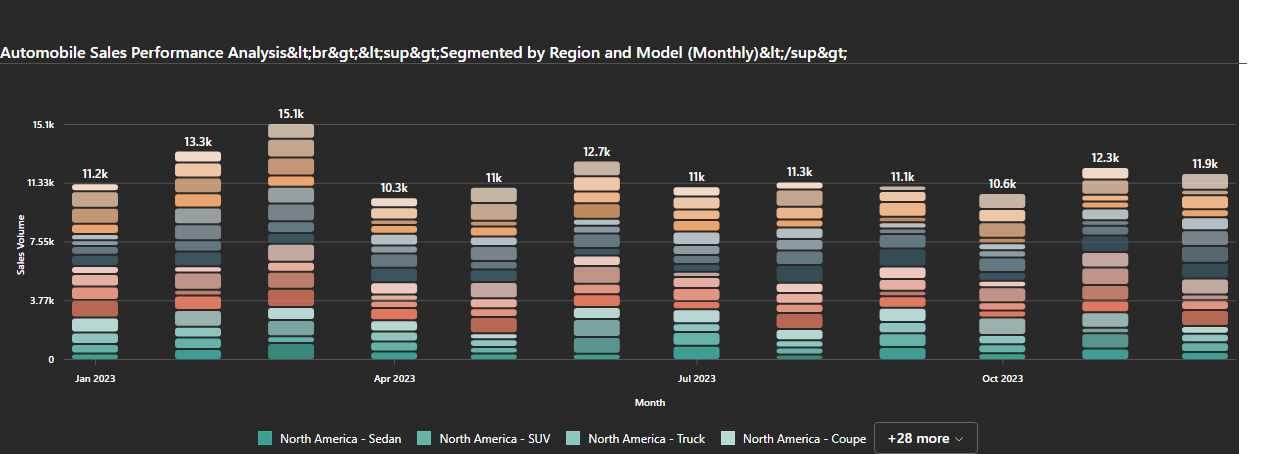 Automobile Sales Performance Analysis&lt;br&gt;&lt;sup&gt;Segmented by Region and Model (Monthly)&lt;/sup&gt;
15.1k
13.3k
12.7k
12.3k
11.9k
11.2k
11k
11k
11.3k
11.1k
10.3k
10.6k
15.1k
11.33k
7.55k
3.77k
0
Sales Volume
Jan 2023
Apr 2023
Jul 2023
Oct 2023
Month
North America - Sedan
North America - SUV
North America - Truck
North America - Coupe
+28 more